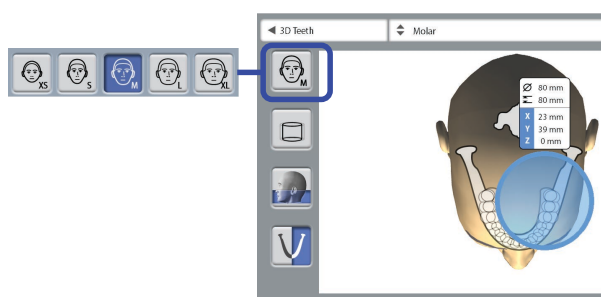 3D Teeth
Molar
XS
S
M
L
XL
M
Ø 80 mm
80 mm
X 23 mm
Y 39 mm
Z 0 mm